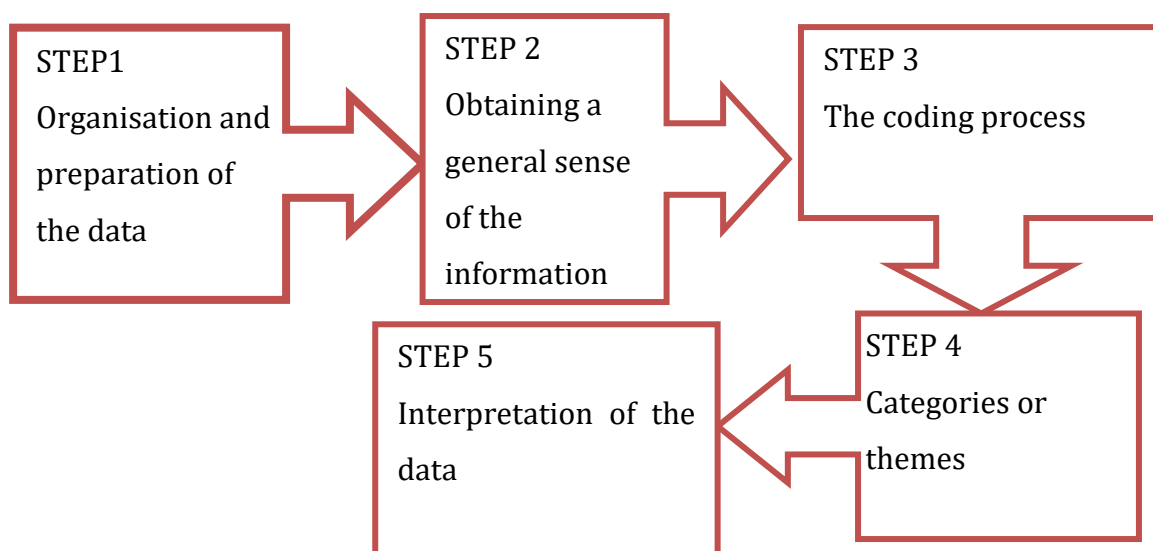 STEP1
Organisation and
preparation of
the data
STEP 2
Obtaining a
general sense
of the
information
STEP 3
The coding process
STEP 4
Categories or
themes
STEP 5
Interpretation of the
data